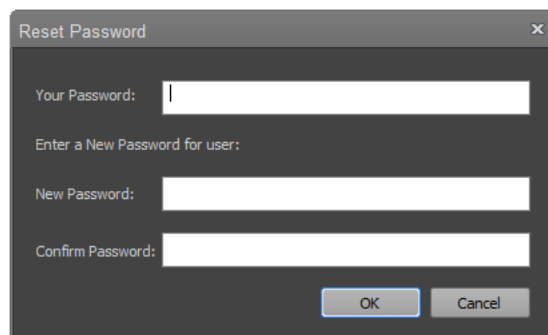 Reset Password
Your Password:
Enter a New Password for user:
New Password:
Confirm Password:
OK Cancel